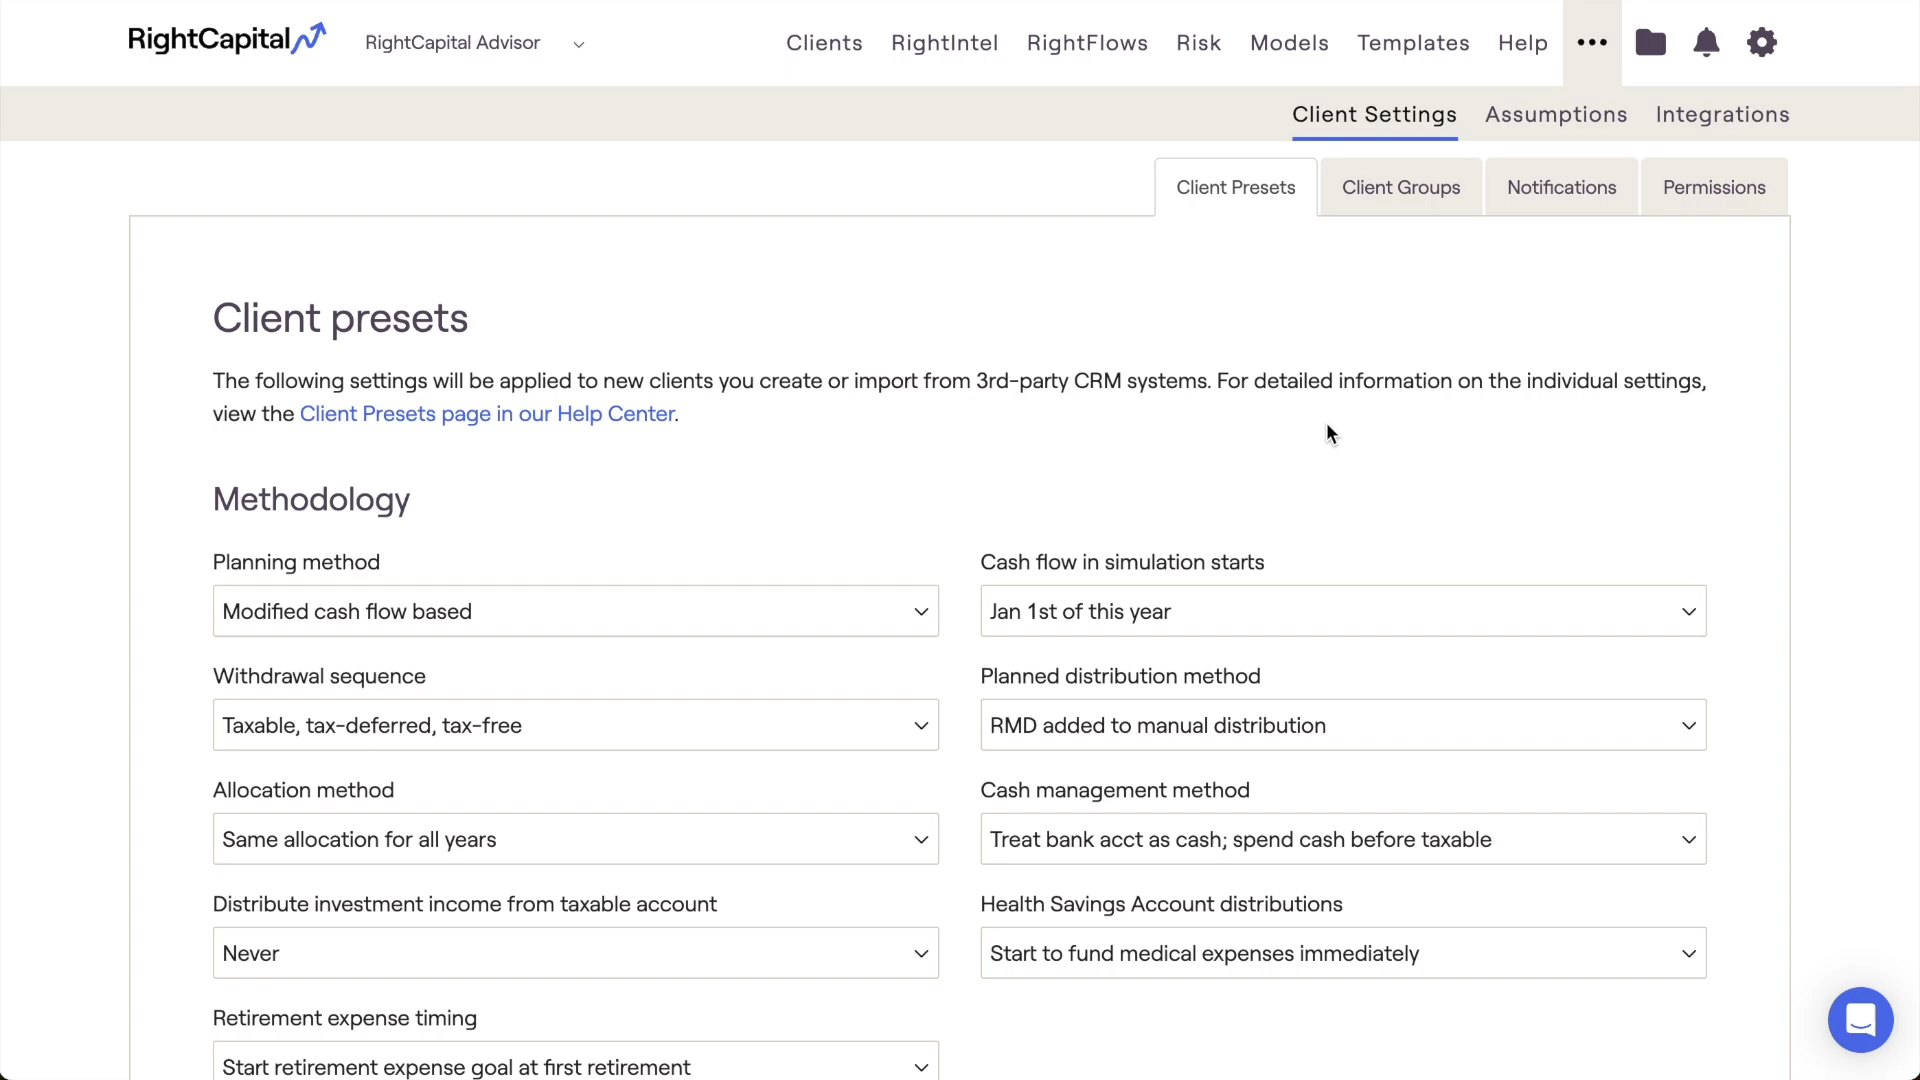 RightCapital
RightCapital Advisor
Clients RightIntel RightFlows Risk Models Templates Help
Client Settings Assumptions Integrations
Client Presets Client Groups Notifications Permissions
Client presets
The following settings will be applied to new clients you create or import from 3rd-party CRM systems. For detailed information on the individual settings,
view the Client Presets page in our Help Center.
Methodology
Planning method
Modified cash flow based
Cash flow in simulation starts
Jan 1st of this year
Withdrawal sequence
Taxable, tax-deferred, tax-free
Planned distribution method
RMD added to manual distribution
Allocation method
Same allocation for all years
Cash management method
Treat bank acct as cash; spend cash before taxable
Distribute investment income from taxable account
Never
Health Savings Account distributions
Start to fund medical expenses immediately
Retirement expense timing
Start retirement expense goal at first retirement